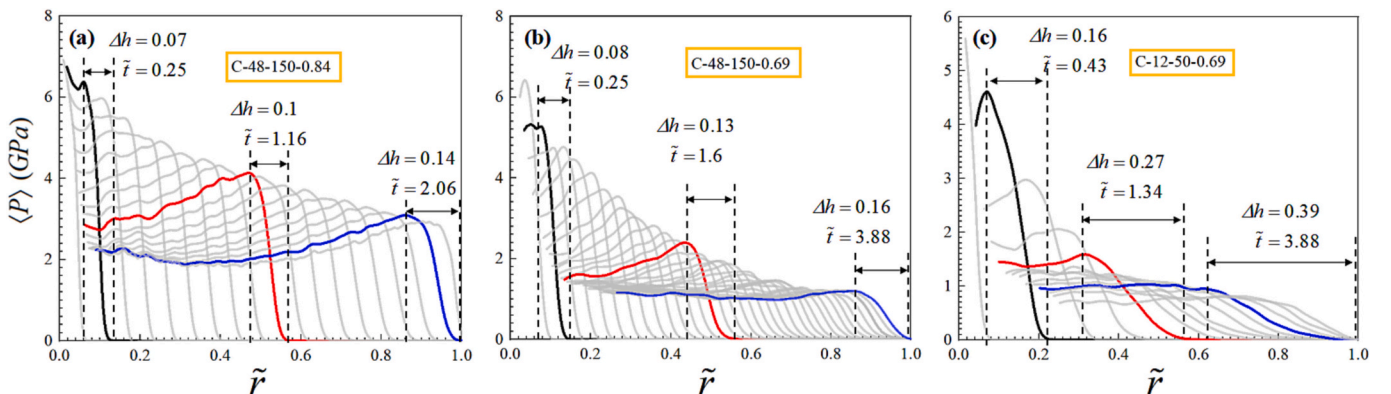 (a)
Δh = 0.07
t̃ = 0.25
C-48-150-0.84
Δh = 0.1
t̃ = 1.16
Δh = 0.14
t̃ = 2.06
⟨P⟩ (GPa)
8
6
4
2
0
0.0 0.2 0.4 0.6 0.8 1.0
r̃
(b)
Δh = 0.08
t̃ = 0.25
C-48-150-0.69
Δh = 0.13
t̃ = 1.6
Δh = 0.16
t̃ = 3.88
8
6
4
2
0
0.0 0.2 0.4 0.6 0.8 1.0
r̃
(c)
Δh = 0.16
t̃ = 0.43
C-12-50-0.69
Δh = 0.27
t̃ = 1.34
Δh = 0.39
t̃ = 3.88
6
5
4
3
2
1
0
0.0 0.2 0.4 0.6 0.8 1.0
r̃